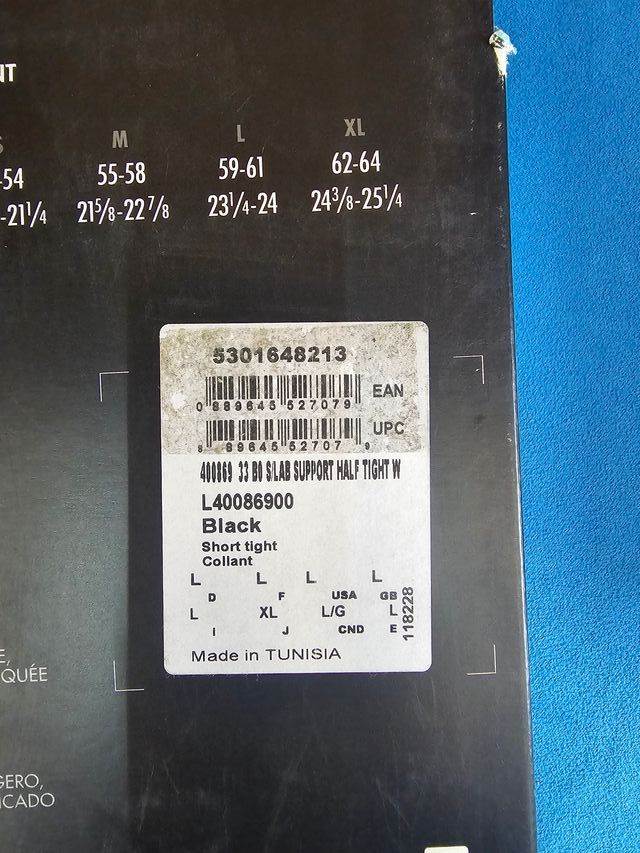 NT
S M L XL
-54 55-58 59-61 62-64
-21¼ 21⅝-22⅞ 23¼-24 24⅜-25¼
5301648213
0 889645 527079 EAN
8 89645 52707 9 UPC
400869 33 B0 S/LAB SUPPORT HALF TIGHT W
L40086900
Black
Short tight
Collant
L L L L
D F USA GB
L XL L/G L
I J CND E
118228
Made in TUNISIA
E,
QUÉE
GERO,
ICADO